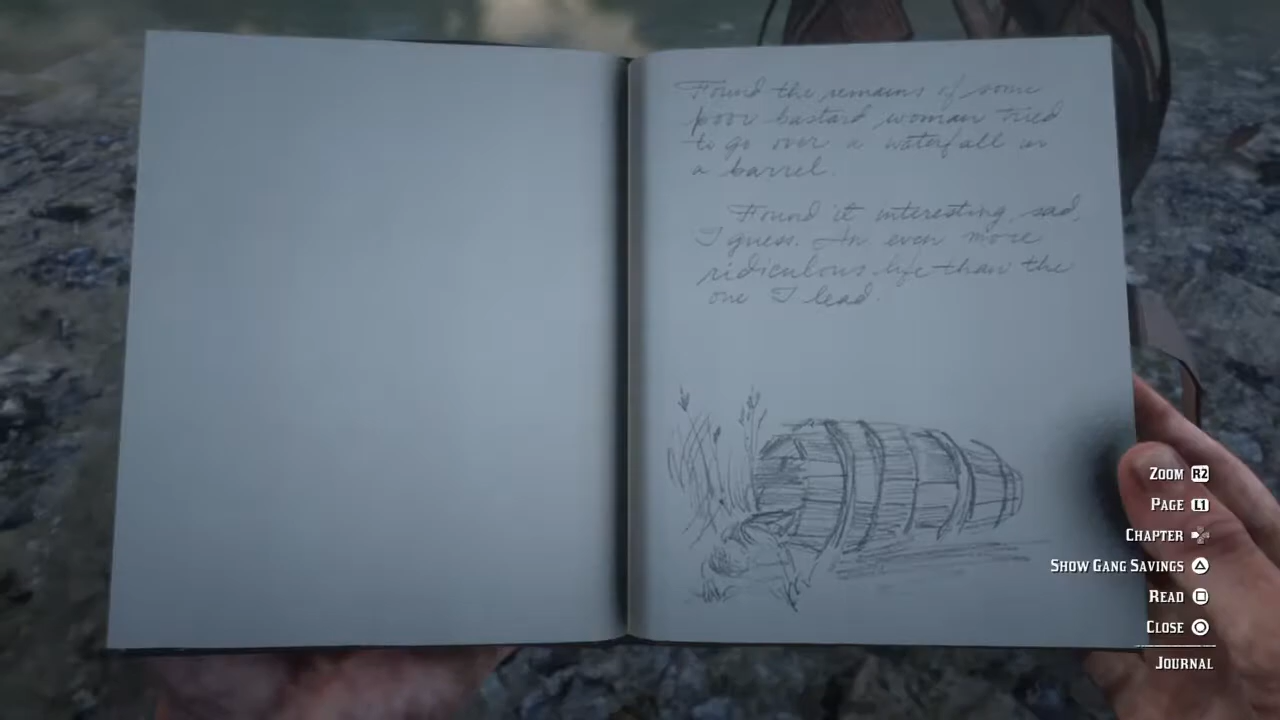 Found the remains of some
poor bastard woman tried
to go over a waterfall in
a barrel.
Found it interesting, sad,
I guess. An even more
ridiculous life than the
one I lead.
ZOOM R2
PAGE L1
CHAPTER
SHOW GANG SAVINGS
READ
CLOSE
JOURNAL